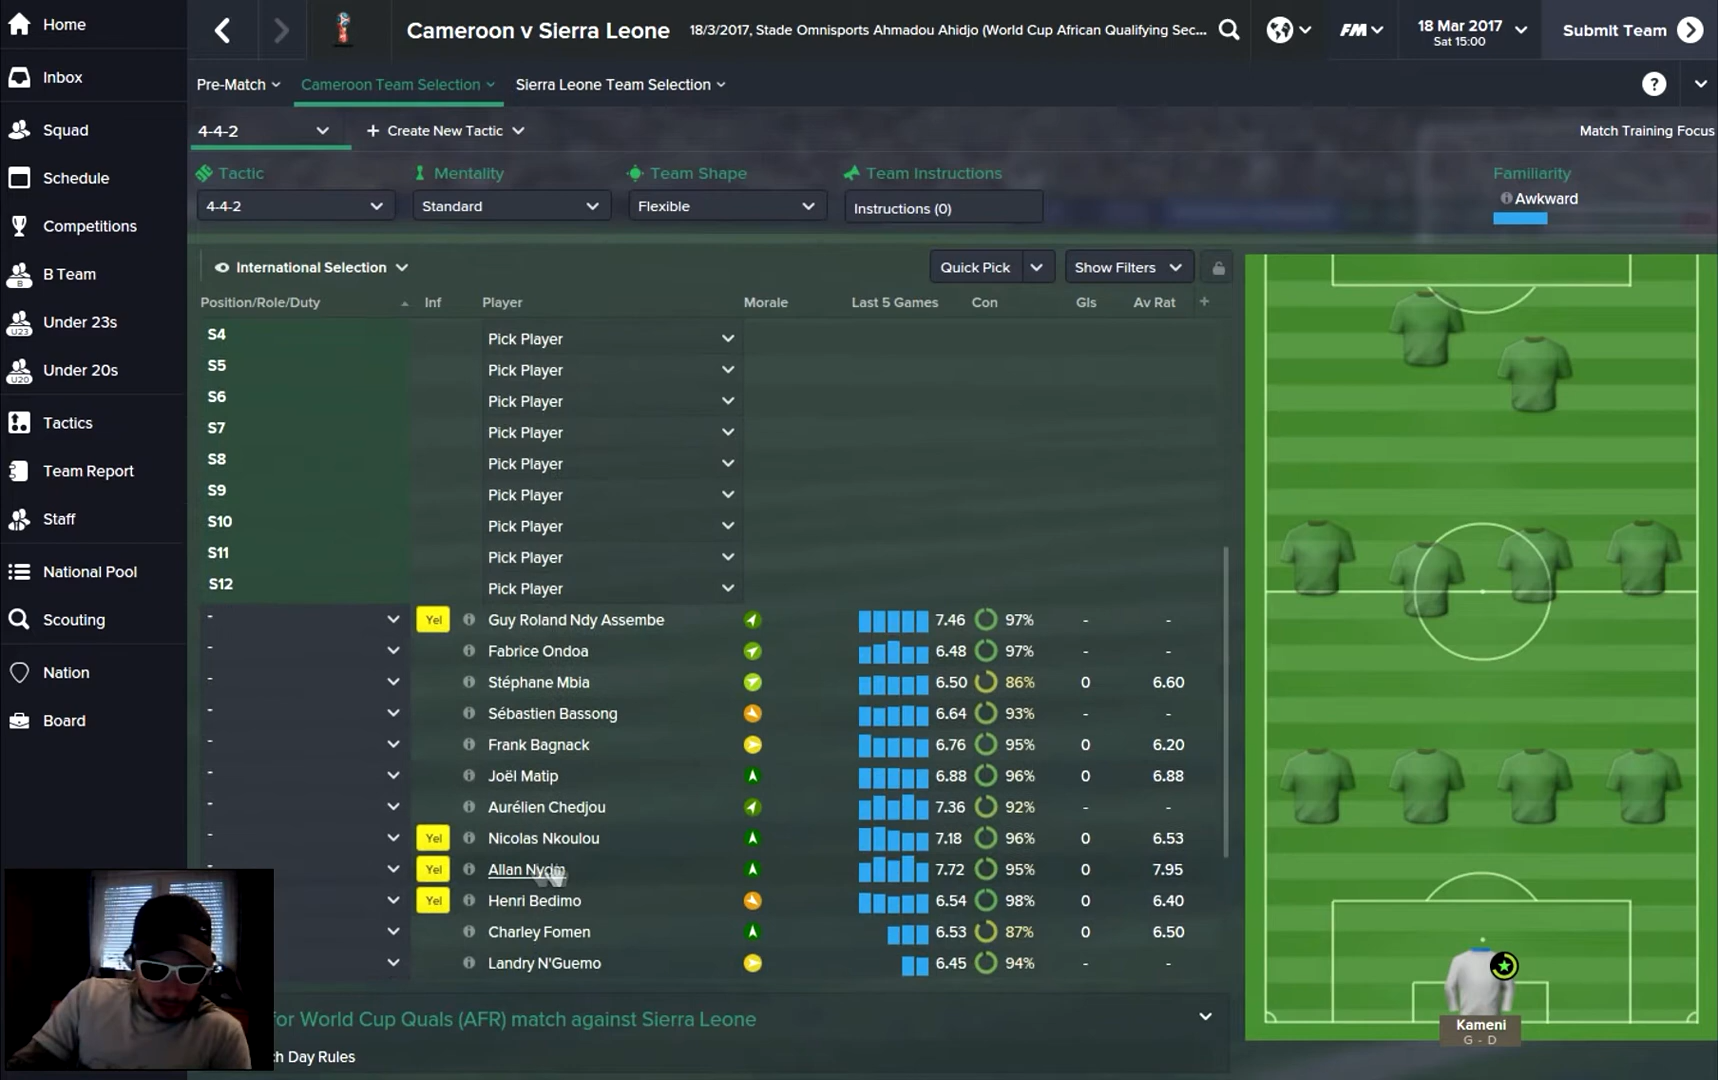 Home
Inbox
Squad
Schedule
Competitions
B Team
Under 23s
Under 20s
Tactics
Team Report
Staff
National Pool
Scouting
Nation
Board
Cameroon v Sierra Leone
18/3/2017, Stade Omnisports Ahmadou Ahidjo (World Cup African Qualifying Sec...
FM
18 Mar 2017
Sat 15:00
Submit Team
Pre-Match
Cameroon Team Selection
Sierra Leone Team Selection
?
4-4-2
+ Create New Tactic
Match Training Focus
Tactic
Mentality
Team Shape
Team Instructions
Familiarity
4-4-2
Standard
Flexible
Instructions (0)
Awkward
International Selection
Quick Pick
Show Filters
Position/Role/Duty Inf Player Morale Last 5 Games Con Gls Av Rat +
S4 Pick Player
S5 Pick Player
S6 Pick Player
S7 Pick Player
S8 Pick Player
S9 Pick Player
S10 Pick Player
S11 Pick Player
S12 Pick Player
- Yel Guy Roland Ndy Assembe 7.46 97% - -
- Fabrice Ondoa 6.48 97% - -
- Stéphane Mbia 6.50 86% 0 6.60
- Sébastien Bassong 6.64 93% - -
- Frank Bagnack 6.76 95% 0 6.20
- Joël Matip 6.88 96% 0 6.88
- Aurélien Chedjou 7.36 92% - -
- Yel Nicolas Nkoulou 7.18 96% 0 6.53
- Yel Allan Nyom 7.72 95% 0 7.95
Yel Henri Bedimo 6.54 98% 0 6.40
Charley Fomen 6.53 87% 0 6.50
Landry N'Guemo 6.45 94% - -
for World Cup Quals (AFR) match against Sierra Leone
Day Rules
Kameni
G - D